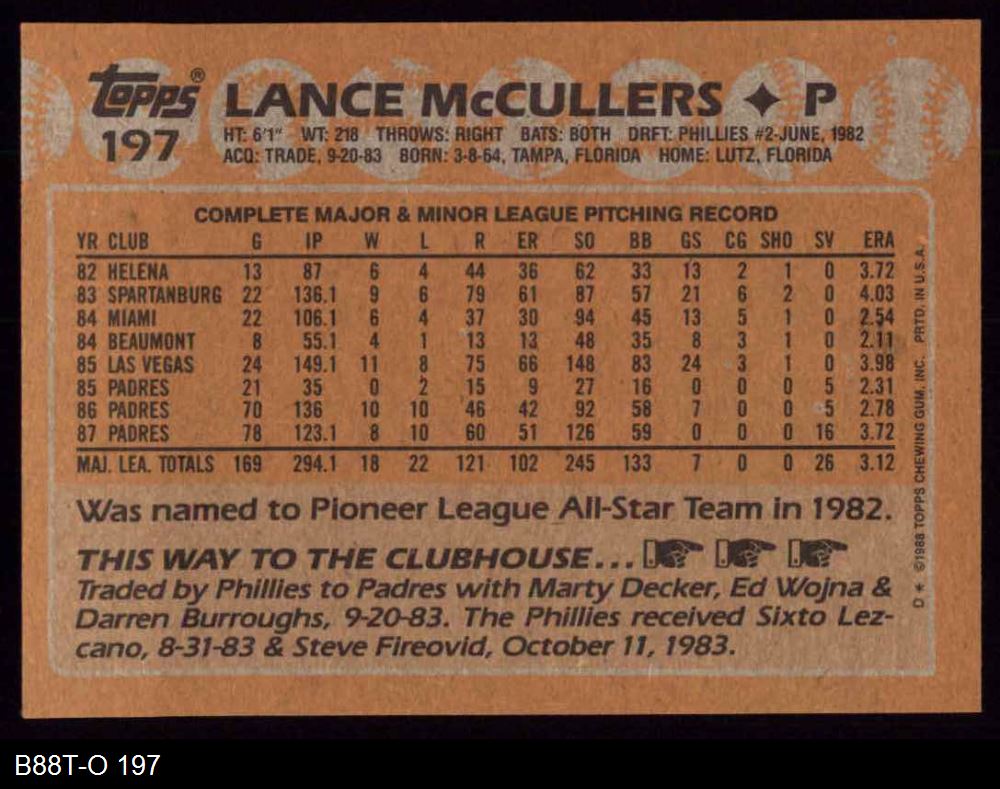 topps® LANCE McCULLERS ✦ P
197 HT: 6'1" WT: 218 THROWS: RIGHT BATS: BOTH DRFT: PHILLIES #2-JUNE, 1982
ACQ: TRADE, 9-20-83 BORN: 3-8-64, TAMPA, FLORIDA HOME: LUTZ, FLORIDA
COMPLETE MAJOR & MINOR LEAGUE PITCHING RECORD
YR CLUB G IP W L R ER SO BB GS CG SHO SV ERA
82 HELENA 13 87 6 4 44 36 62 33 13 2 1 0 3.72
83 SPARTANBURG 22 136.1 9 6 79 61 87 57 21 6 2 0 4.03
84 MIAMI 22 106.1 6 4 37 30 94 45 13 5 1 0 2.54
84 BEAUMONT 8 55.1 4 1 13 13 48 35 8 3 1 0 2.11
85 LAS VEGAS 24 149.1 11 8 75 66 148 83 24 3 1 0 3.98
85 PADRES 21 35 0 2 15 9 27 16 0 0 0 5 2.31
86 PADRES 70 136 10 10 46 42 92 58 7 0 0 5 2.78
87 PADRES 78 123.1 8 10 60 51 126 59 0 0 0 16 3.72
MAJ. LEA. TOTALS 169 294.1 18 22 121 102 245 133 7 0 0 26 3.12
Was named to Pioneer League All-Star Team in 1982.
THIS WAY TO THE CLUBHOUSE...
Traded by Phillies to Padres with Marty Decker, Ed Wojna &
Darren Burroughs, 9-20-83. The Phillies received Sixto Lez-
cano, 8-31-83 & Steve Fireovid, October 11, 1983.
D * ©1988 TOPPS CHEWING GUM, INC. PRTD. IN U.S.A.
B88T-O 197